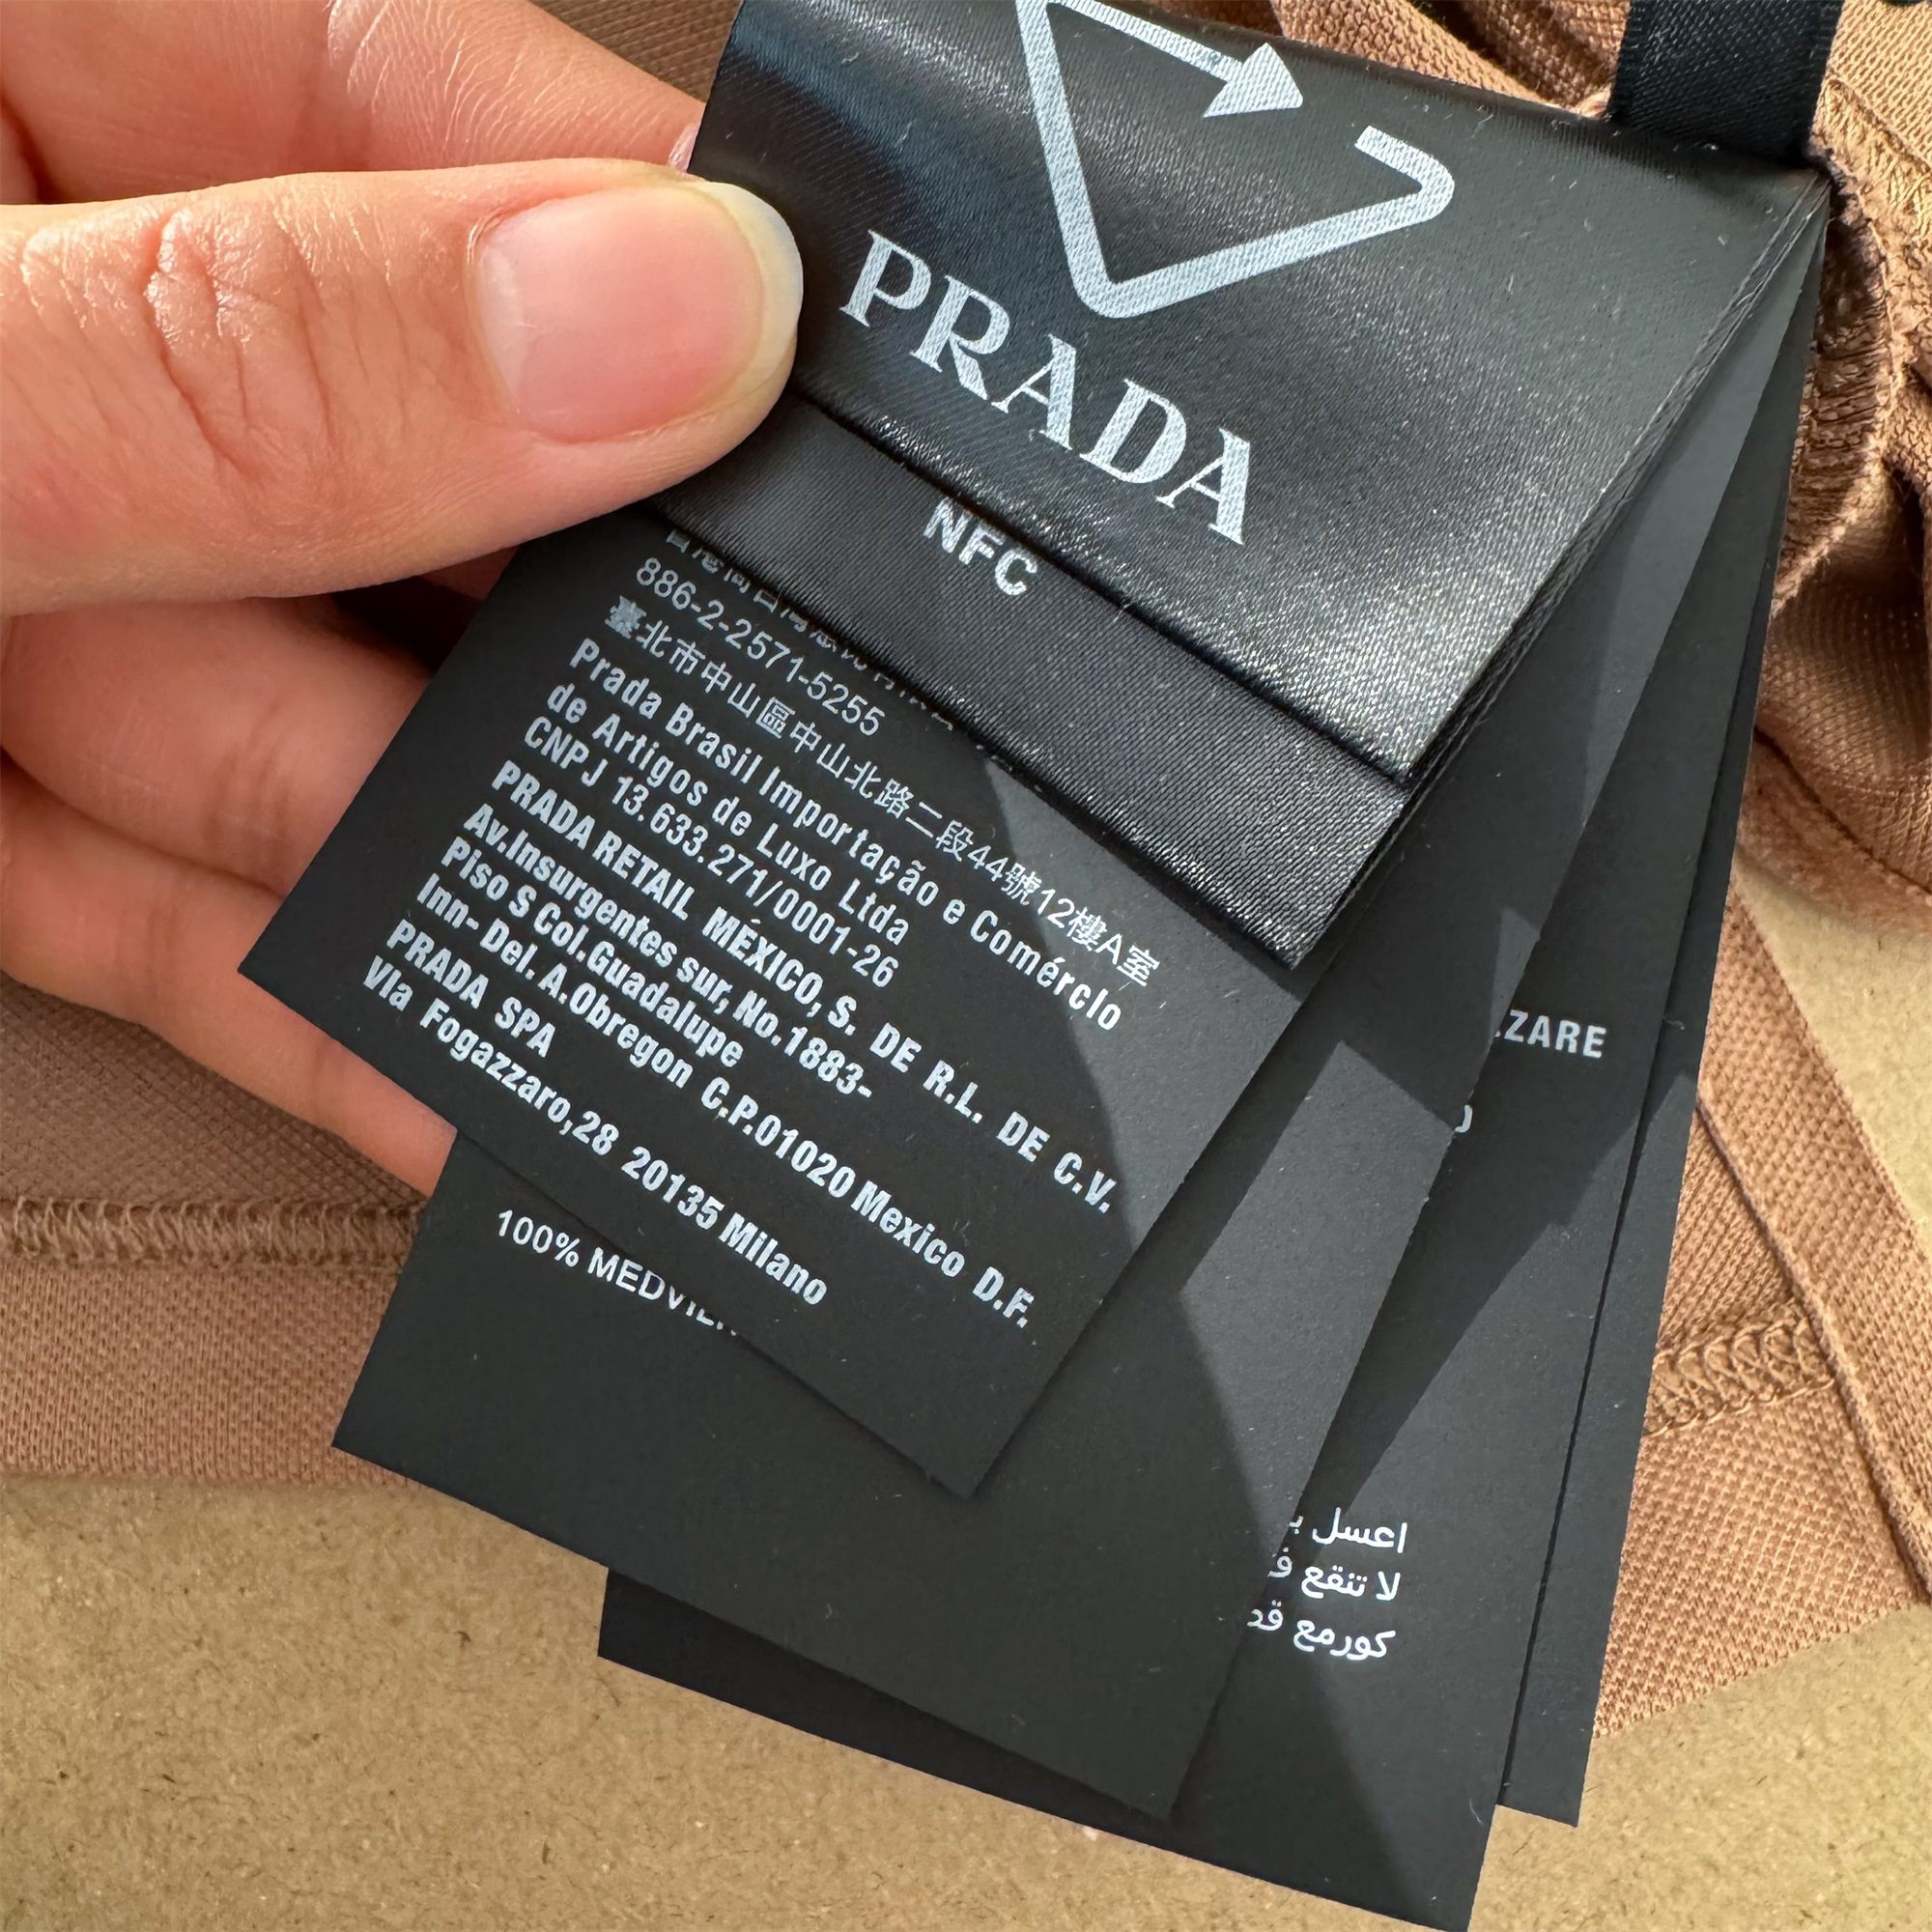 PRADA
NFC
886-2-2571-5255
臺北市中山區中山北路二段44號12樓A室
Prada Brasil Importação e Comércio
de Artigos de Luxo Ltda
CNPJ 13.633.271/0001-26
PRADA RETAIL MÉXICO, S. DE R.L. DE C.V.
Av.Insurgentes sur, No.1883-
Piso S Col.Guadalupe
Inn- Del. A.Obregon C.P.01020 Mexico D.F.
PRADA SPA
Via Fogazzaro,28 20135 Milano
100%
ZZARE
اعسل
لا تنقع
كورمع